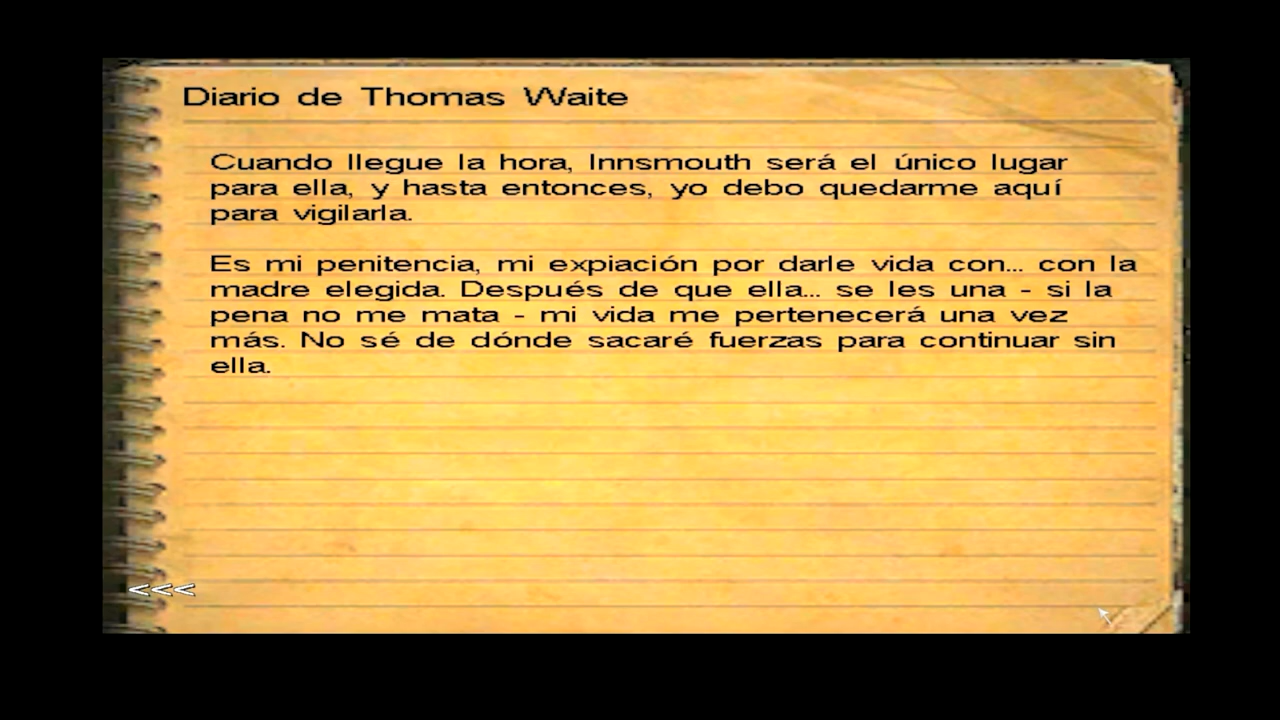 Diario de Thomas Waite
Cuando llegue la hora, Innsmouth será el único lugar
para ella, y hasta entonces, yo debo quedarme aquí
para vigilarla.
Es mi penitencia, mi expiación por darle vida con... con la
madre elegida. Después de que ella... se les una - si la
pena no me mata - mi vida me pertenecerá una vez
más. No sé de dónde sacaré fuerzas para continuar sin
ella.
<<<